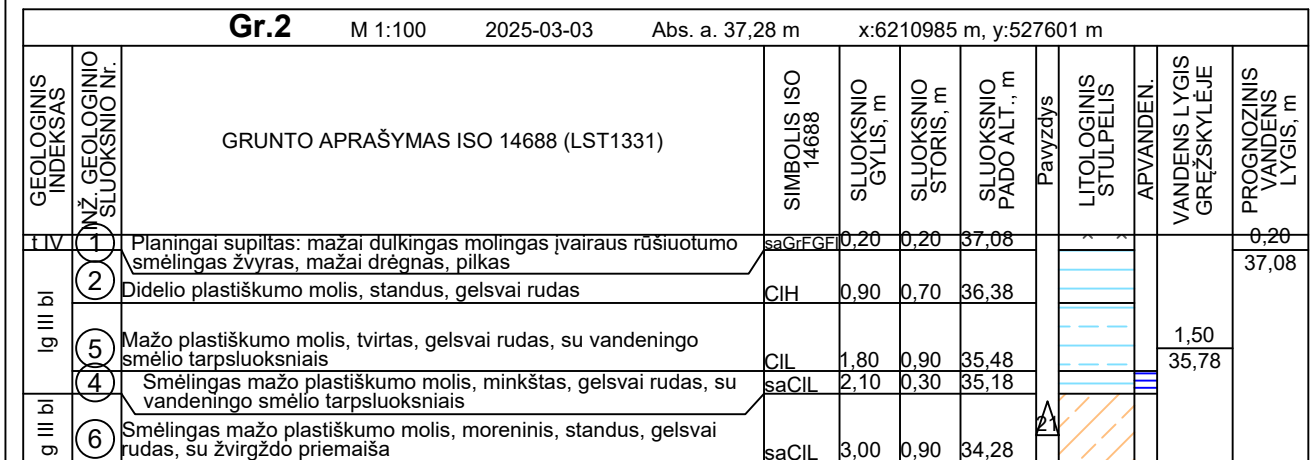 Gr.2 M 1:100 2025-03-03 Abs. a. 37,28 m x:6210985 m, y:527601 m
GEOLOGINIS
INDEKSAS
INŽ. GEOLOGINIO
SLUOKSNIO Nr.
GRUNTO APRAŠYMAS ISO 14688 (LST1331)
SIMBOLIS ISO
14688
SLUOKSNIO
GYLIS, m
SLUOKSNIO
STORIS, m
SLUOKSNIO
PADO ALT., m
Pavyzdys
LITOLOGINIS
STULPELIS
APVANDEN.
VANDENS LYGIS
GRĘŽSKYLĖJE
PROGNOZINIS
VANDENS
LYGIS, m
t IV 1 Planingai supiltas: mažai dulkingas molingas įvairaus rūšiuotumo saGrFGFl 0,20 0,20 37,08 0,20
smėlingas žvyras, mažai drėgnas, pilkas 37,08
lg III bl
2 Didelio plastiškumo molis, standus, gelsvai rudas ClH 0,90 0,70 36,38
5 Mažo plastiškumo molis, tvirtas, gelsvai rudas, su vandeningo 1,50
smėlio tarpsluoksniais ClL 1,80 0,90 35,48 35,78
4 Smėlingas mažo plastiškumo molis, minkštas, gelsvai rudas, su saClL 2,10 0,30 35,18
vandeningo smėlio tarpsluoksniais
g III bl
6 Smėlingas mažo plastiškumo molis, moreninis, standus, gelsvai 21
rudas, su žvirgždo priemaiša saClL 3,00 0,90 34,28